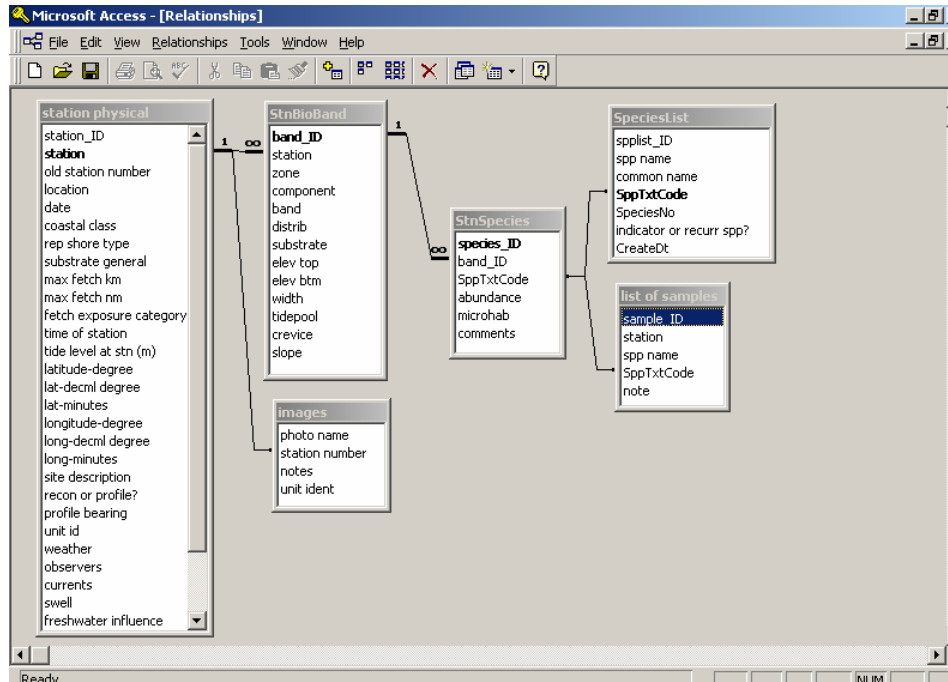 Microsoft Access - [Relationships]
File Edit View Relationships Tools Window Help
station physical
station_ID
station
old station number
location
date
coastal class
rep shore type
substrate general
max fetch km
max fetch nm
fetch exposure category
time of station
tide level at stn (m)
latitude-degree
lat-decml degree
lat-minutes
longitude-degree
long-decml degree
long-minutes
site description
recon or profile?
profile bearing
unit id
weather
observers
currents
swell
freshwater influence
1 ∞
StnBioBand
band_ID
station
zone
component
band
distrib
substrate
elev top
elev btm
width
tidepool
crevice
slope
1
∞
images
photo name
station number
notes
unit ident
StnSpecies
species_ID
band_ID
SppTxtCode
abundance
microhab
comments
SpeciesList
spplist_ID
spp name
common name
SppTxtCode
SpeciesNo
indicator or recurr spp?
CreateDt
list of samples
sample_ID
station
spp name
SppTxtCode
note
Ready NUM